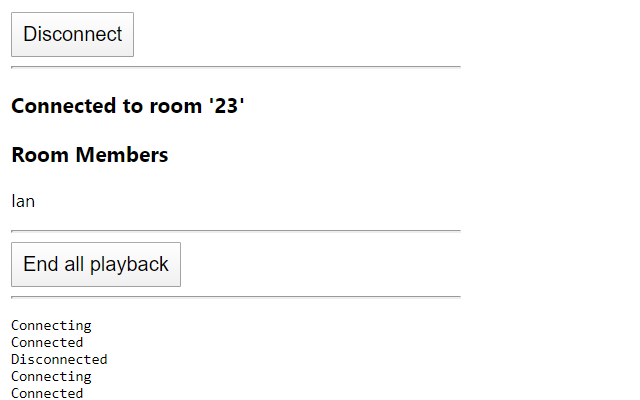 Disconnect
Connected to room '23'
Room Members
Ian
End all playback
Connecting
Connected
Disconnected
Connecting
Connected